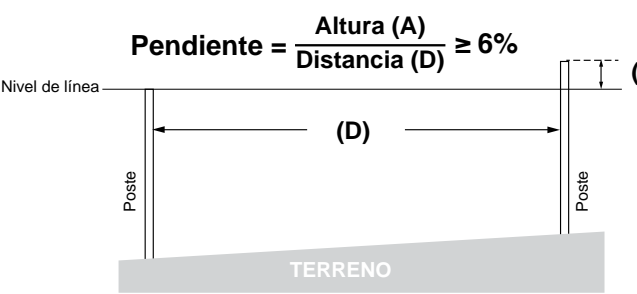 Pendiente = Altura (A) / Distancia (D) ≥ 6%
Nivel de línea
(
(D)
Poste
Poste
TERRENO